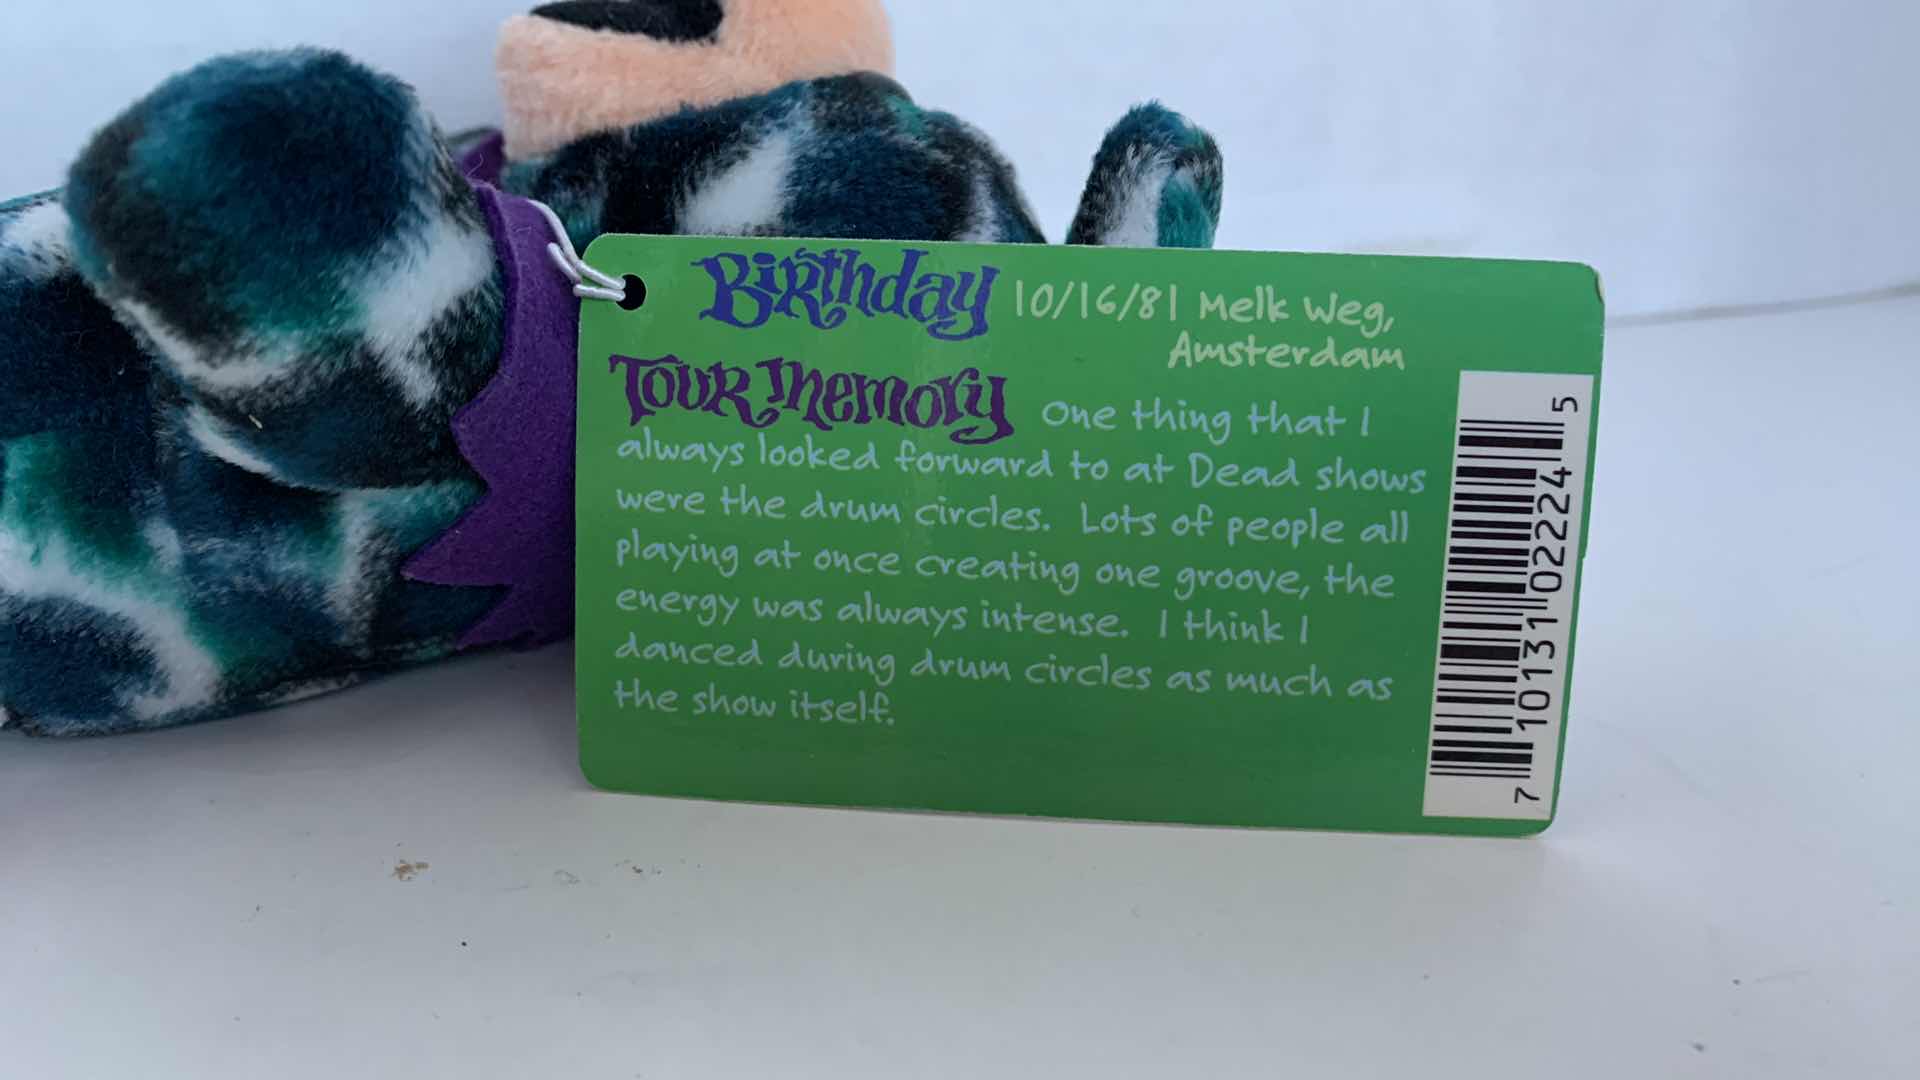 Birthday 10/16/81 Melk Weg,
Amsterdam
Tour Memory One thing that I
always looked forward to at Dead shows
were the drum circles. Lots of people all
playing at once creating one groove, the
energy was always intense. I think I
danced during drum circles as much as
the show itself.
7 10131 02224 5